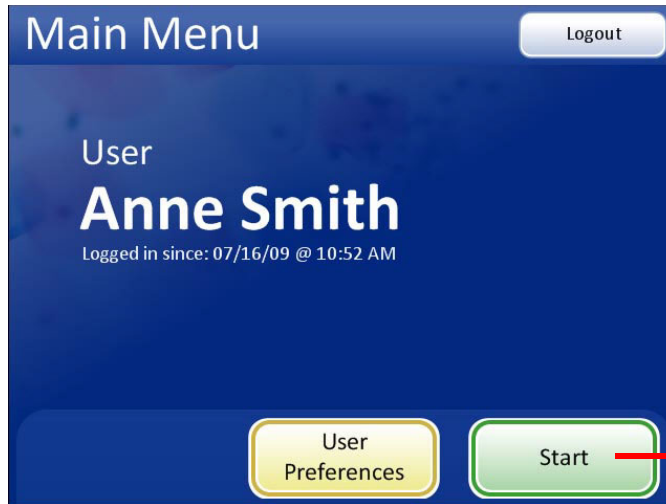 Main Menu
Logout
User
Anne Smith
Logged in since: 07/16/09 @ 10:52 AM
User
Preferences
Start